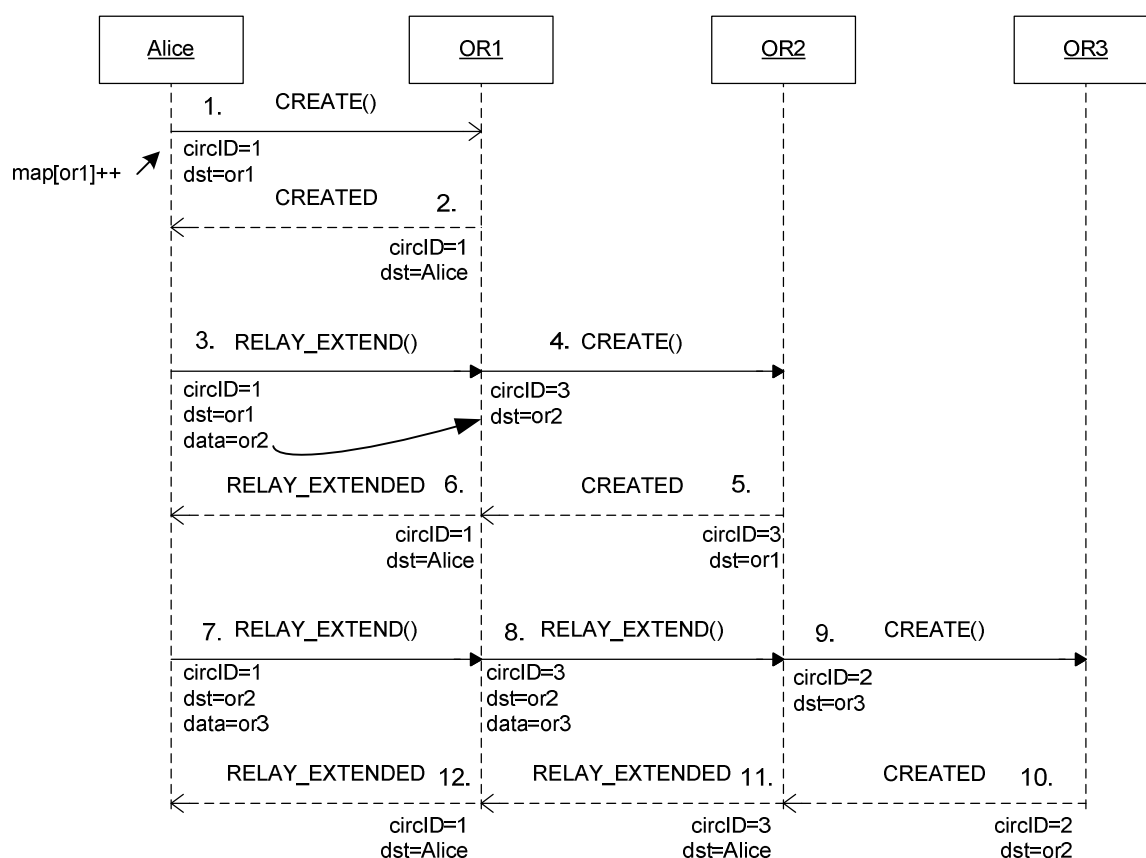 Alice
OR1
OR2
OR3
1. CREATE()
map[or1]++
circID=1
dst=or1
CREATED 2.
circID=1
dst=Alice
3. RELAY_EXTEND()
4. CREATE()
circID=1
dst=or1
data=or2
circID=3
dst=or2
RELAY_EXTENDED 6.
CREATED 5.
circID=1
dst=Alice
circID=3
dst=or1
7. RELAY_EXTEND()
8. RELAY_EXTEND()
9. CREATE()
circID=1
dst=or2
data=or3
circID=3
dst=or2
data=or3
circID=2
dst=or3
RELAY_EXTENDED 12.
RELAY_EXTENDED 11.
CREATED 10.
circID=1
dst=Alice
circID=3
dst=Alice
circID=2
dst=or2